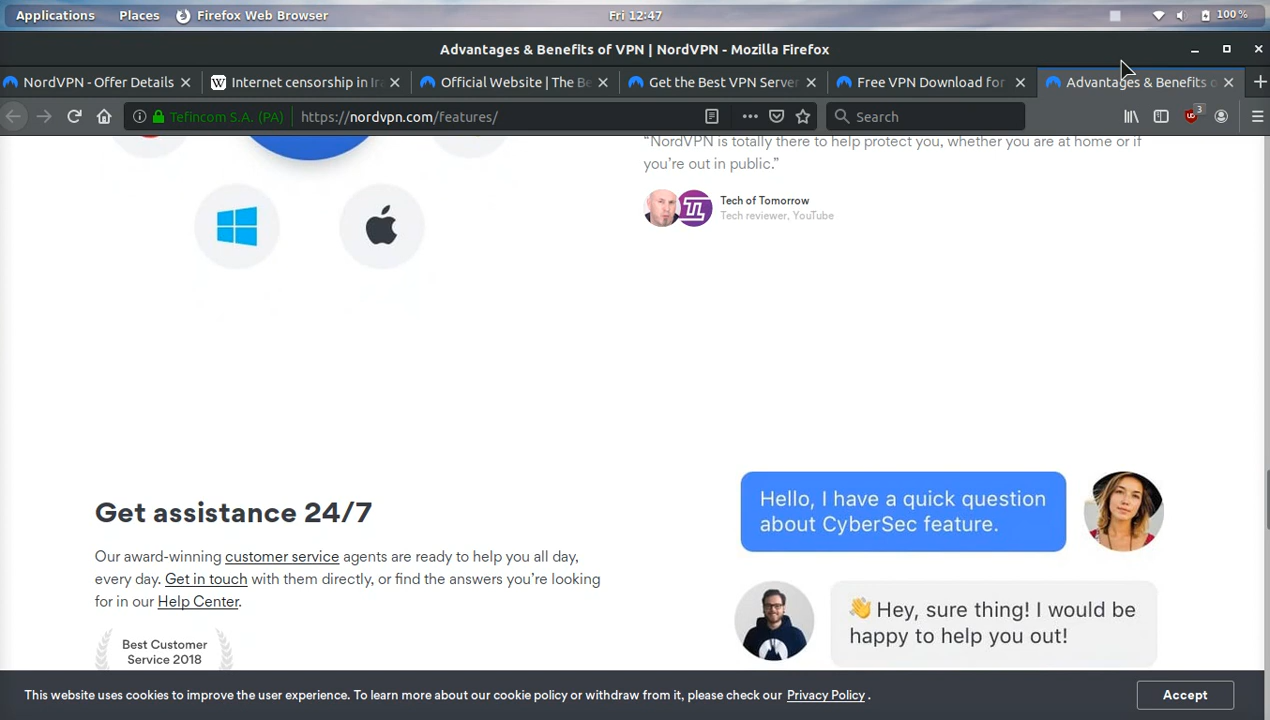 Applications Places Firefox Web Browser Fri 12:47 100%
Advantages & Benefits of VPN | NordVPN - Mozilla Firefox
NordVPN - Offer Details Internet censorship in Ira Official Website | The Be Get the Best VPN Server Free VPN Download for Advantages & Benefits o
Tefincom S.A. (PA) https://nordvpn.com/features/ Search 3
“NordVPN is totally there to help protect you, whether you are at home or if
you’re out in public.”
Tech of Tomorrow
Tech reviewer, YouTube
Get assistance 24/7
Our award-winning customer service agents are ready to help you all day,
every day. Get in touch with them directly, or find the answers you’re looking
for in our Help Center.
Best Customer
Service 2018
Hello, I have a quick question
about CyberSec feature.
👋 Hey, sure thing! I would be
happy to help you out!
This website uses cookies to improve the user experience. To learn more about our cookie policy or withdraw from it, please check our Privacy Policy .
Accept